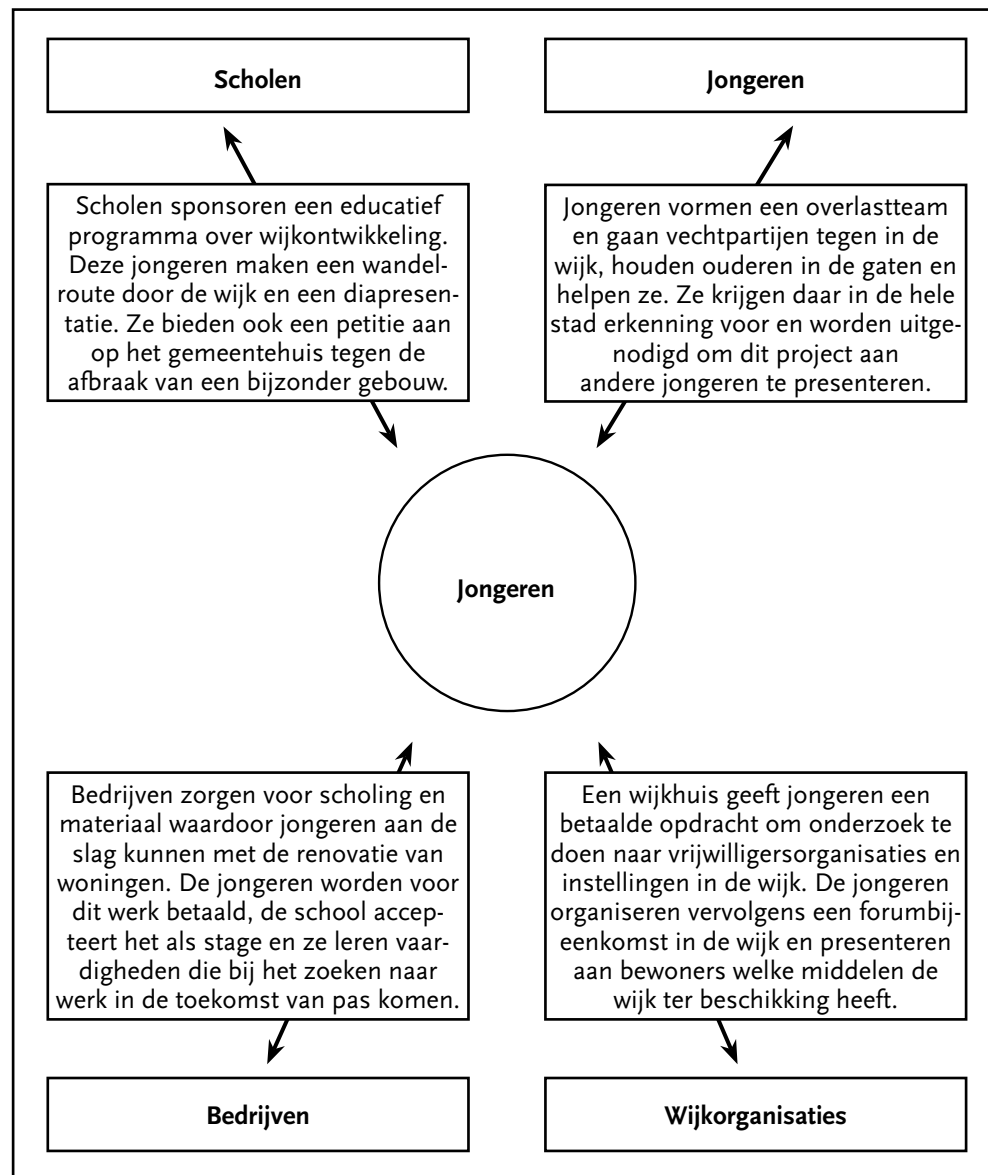 Scholen
Jongeren
Scholen sponsoren een educatief
programma over wijkontwikkeling.
Deze jongeren maken een wandel-
route door de wijk en een diapresen-
tatie. Ze bieden ook een petitie aan
op het gemeentehuis tegen de
afbraak van een bijzonder gebouw.
Jongeren vormen een overlastteam
en gaan vechtpartijen tegen in de
wijk, houden ouderen in de gaten en
helpen ze. Ze krijgen daar in de hele
stad erkenning voor en worden uitge-
nodigd om dit project aan
andere jongeren te presenteren.
Jongeren
Bedrijven zorgen voor scholing en
materiaal waardoor jongeren aan de
slag kunnen met de renovatie van
woningen. De jongeren worden voor
dit werk betaald, de school accep-
teert het als stage en ze leren vaar-
digheden die bij het zoeken naar
werk in de toekomst van pas komen.
Een wijkhuis geeft jongeren een
betaalde opdracht om onderzoek te
doen naar vrijwilligersorganisaties en
instellingen in de wijk. De jongeren
organiseren vervolgens een forumbij-
eenkomst in de wijk en presenteren
aan bewoners welke middelen de
wijk ter beschikking heeft.
Bedrijven
Wijkorganisaties